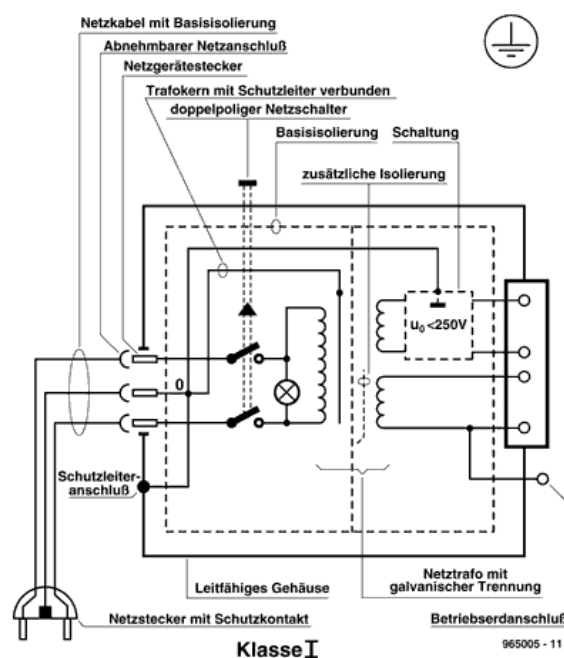 Netzkabel mit Basisisolierung
Abnehmbarer Netzanschluß
Netzgerätestecker
Trafokern mit Schutzleiter verbunden
doppelpoliger Netzschalter
Basisisolierung
Schaltung
zusätzliche Isolierung
u0 <250V
0
Schutzleiter-
anschluß
Leitfähiges Gehäuse
Netztrafo mit
galvanischer Trennung
Netzstecker mit Schutzkontakt
Betriebserdanschluß
Klasse I
965005 - 11